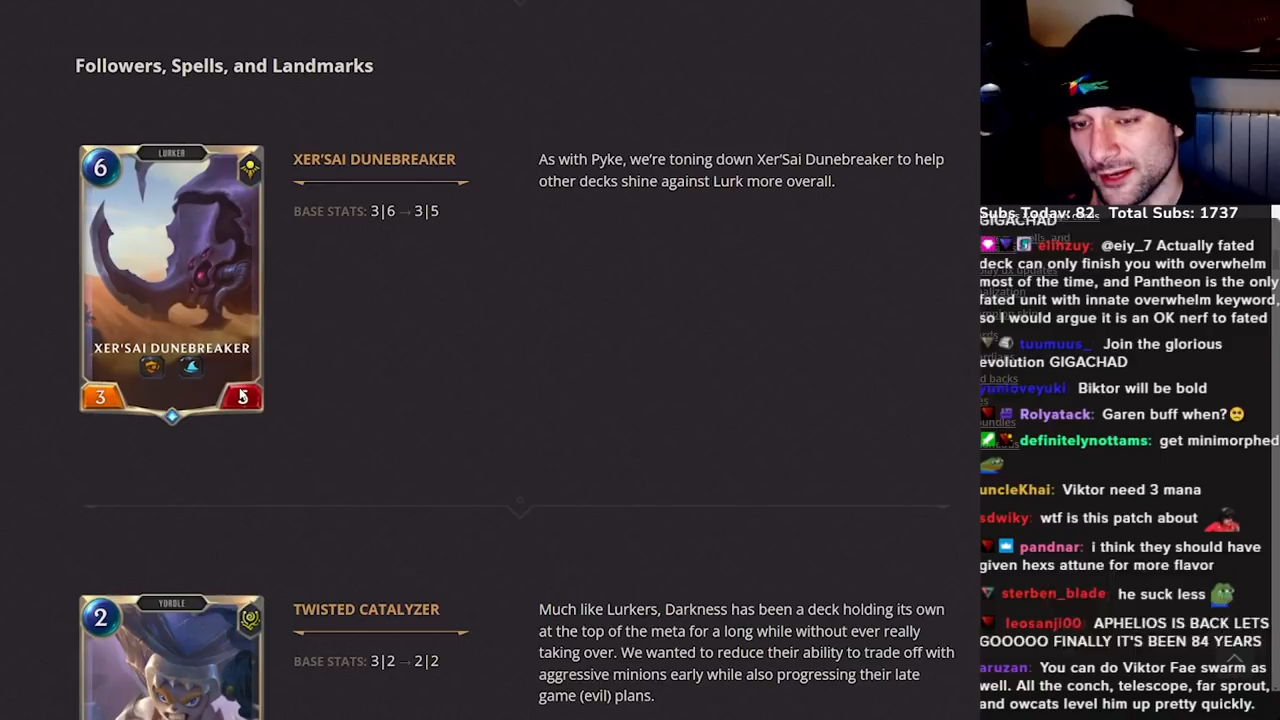 Followers, Spells, and Landmarks
6
LURKER
XER'SAI DUNEBREAKER
3
5
XER'SAI DUNEBREAKER
BASE STATS: 3|6 → 3|5
As with Pyke, we're toning down Xer'Sai Dunebreaker to help
other decks shine against Lurk more overall.
2
YORDLE
TWISTED CATALYZER
BASE STATS: 3|2 → 2|2
Much like Lurkers, Darkness has been a deck holding its own
at the top of the meta for a long while without ever really
taking over. We wanted to reduce their ability to trade off with
aggressive minions early while also progressing their late
game (evil) plans.
Subs Today: 82 Total Subs: 1737
GIGACHAD
elihzuy: @eiy_7 Actually fated
deck can only finish you with overwhelm
most of the time, and Pantheon is the only
fated unit with innate overwhelm keyword,
so I would argue it is an OK nerf to fated
tuumuus_ Join the glorious
evolution GIGACHAD
yumloveyuki: Biktor will be bold
Rolyatack: Garen buff when?
definitelynottams: get minimorphed
uncleKhai: Viktor need 3 mana
sdwiky: wtf is this patch about
pandnar: i think they should have
given hexs attune for more flavor
sterben_blade: he suck less
leosanji00: APHELIOS IS BACK LETS
GOOOOO FINALLY IT'S BEEN 84 YEARS
aruzan: You can do Viktor Fae swarm as
well. All the conch, telescope, far sprout,
and owcats level him up pretty quickly.